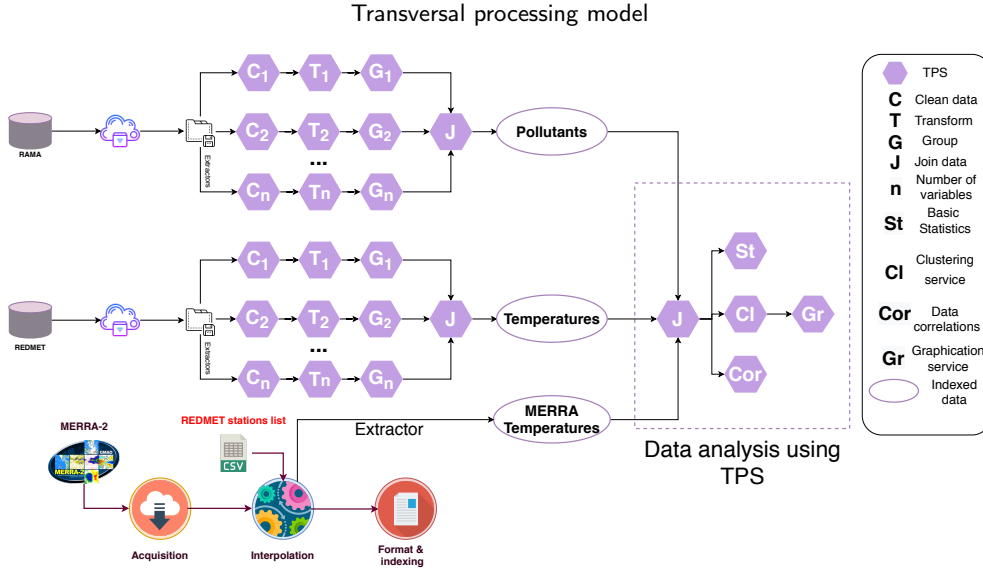 Transversal processing model
C1 T1 G1
RAMA
Extractors
C2 T2 G2 J
Pollutants
...
Cn Tn Gn
C1 T1 G1
REDMET
Extractors
C2 T2 G2 J
Temperatures
...
Cn Tn Gn
J
St
Cl Gr
Cor
Data analysis using
TPS
MERRA
Temperatures
Extractor
REDMET stations list
CSV
MERRA-2
GMAO
MERRA-2
Acquisition
Interpolation
Format &
indexing
TPS
C Clean data
T Transform
G Group
J Join data
n Number of
variables
St Basic
Statistics
Cl Clustering
service
Cor Data
correlations
Gr Graphication
service
Indexed
data